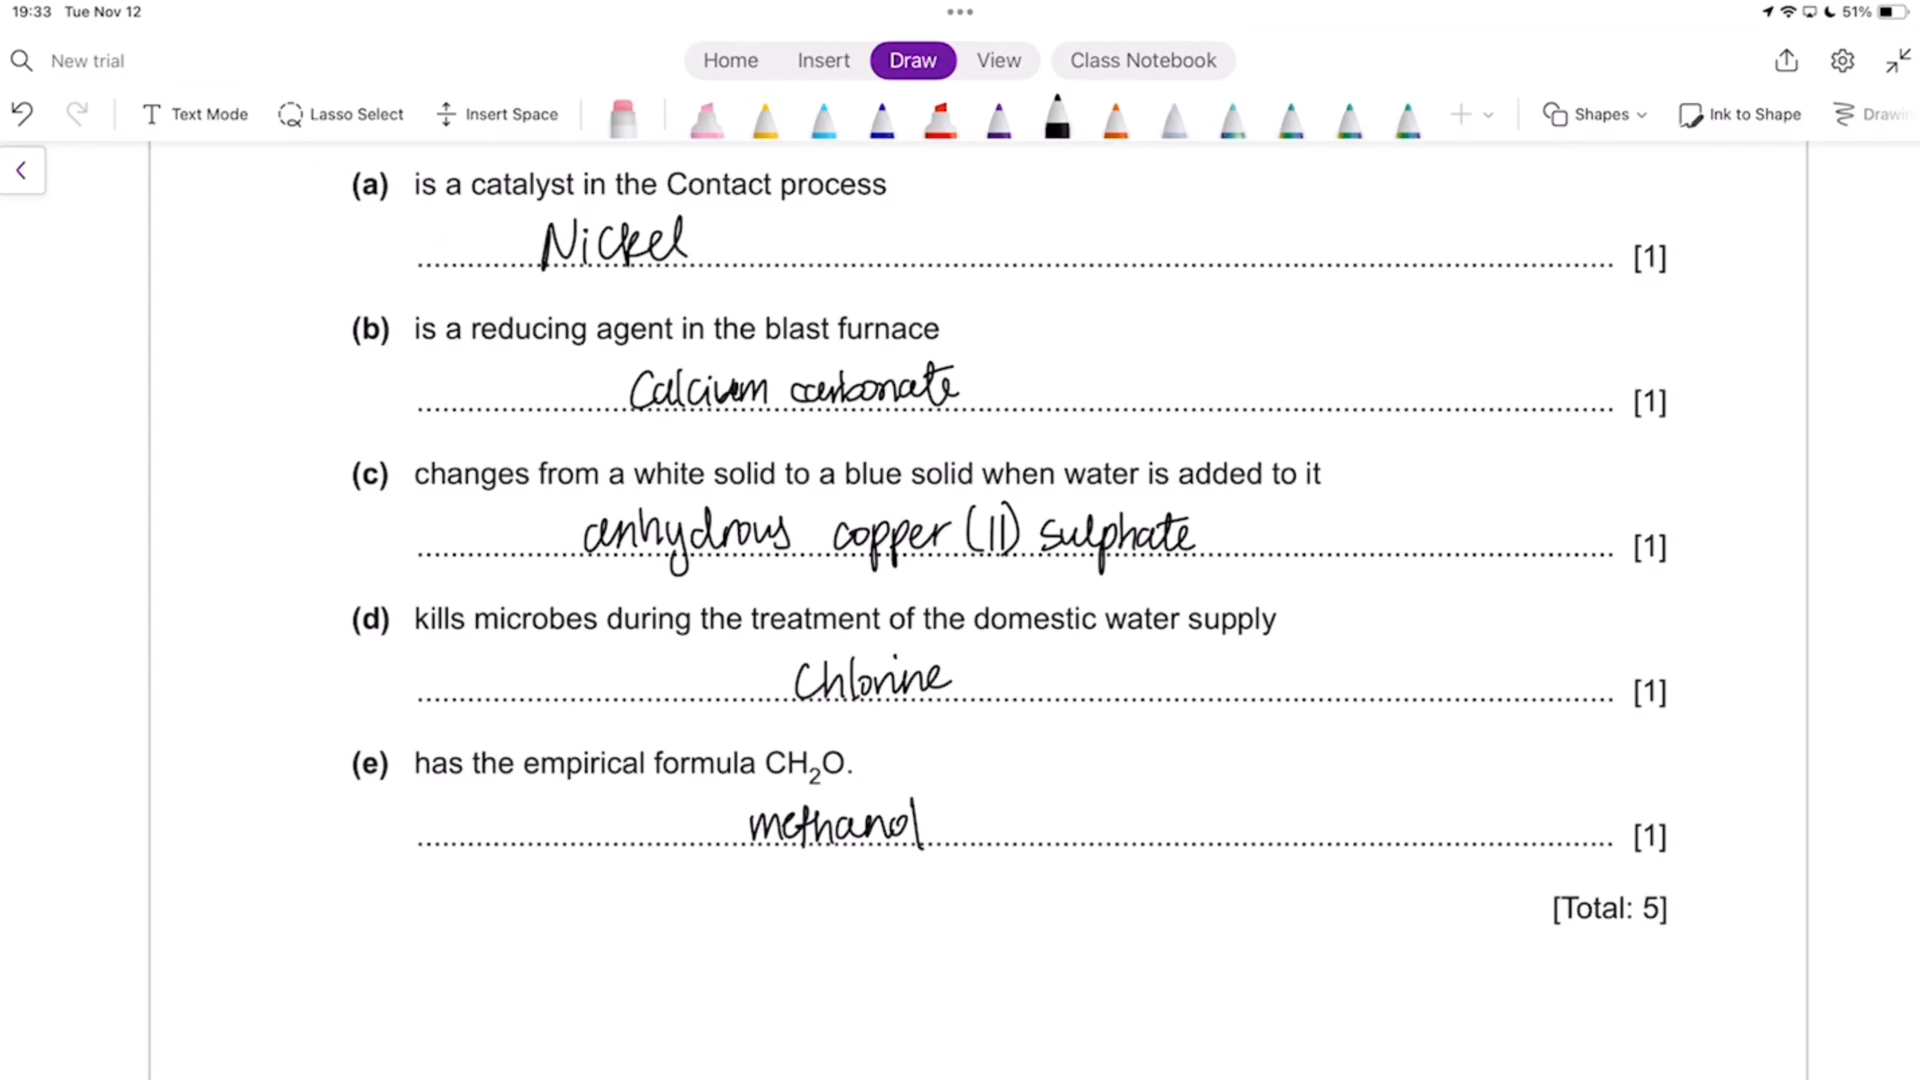 19:33 Tue Nov 12
51%
New trial
Home Insert Draw View Class Notebook
Text Mode Lasso Select Insert Space Shapes Ink to Shape Drawin
(a) is a catalyst in the Contact process
Nickel
[1]
(b) is a reducing agent in the blast furnace
Calcium carbonate
[1]
(c) changes from a white solid to a blue solid when water is added to it
anhydrous copper (II) sulphate
[1]
(d) kills microbes during the treatment of the domestic water supply
Chlorine
[1]
(e) has the empirical formula CH₂O.
methanol
[1]
[Total: 5]